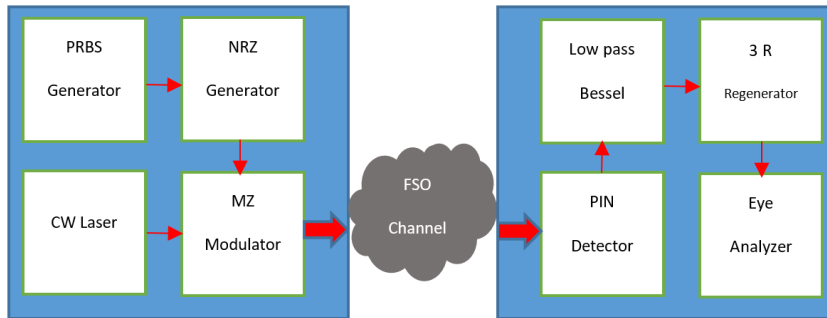 PRBS
Generator
NRZ
Generator
CW Laser
MZ
Modulator
FSO
Channel
Low pass
Bessel
3 R
Regenerator
PIN
Detector
Eye
Analyzer